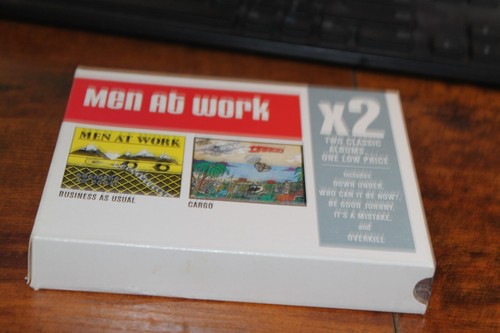 Men At Work
MEN AT WORK
BUSINESS AS USUAL
CARGO
X2
TWO CLASSIC
ALBUMS...
ONE LOW PRICE
Includes
DOWN UNDER,
WHO CAN IT BE NOW?,
BE GOOD JOHNNY,
IT'S A MISTAKE,
and
OVERKILL